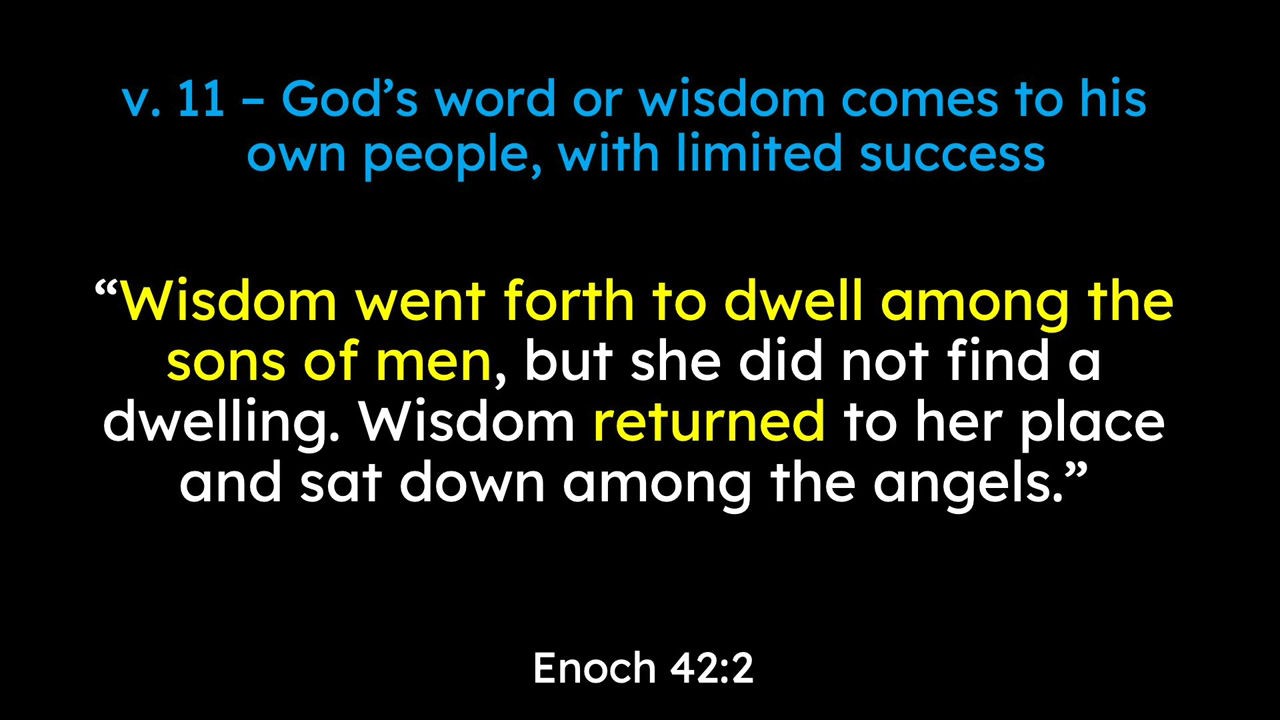 v. 11 – God’s word or wisdom comes to his
own people, with limited success
“Wisdom went forth to dwell among the
sons of men, but she did not find a
dwelling. Wisdom returned to her place
and sat down among the angels.”
Enoch 42:2